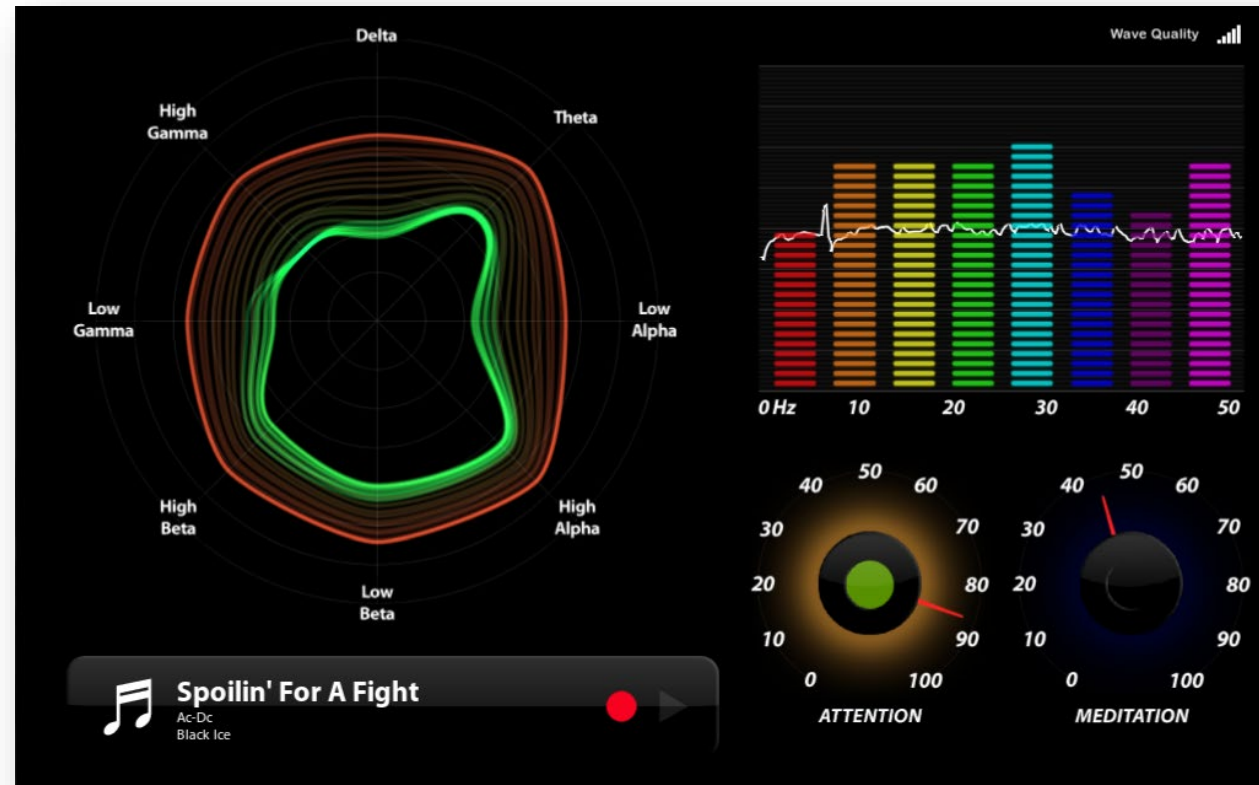 Delta
Theta
Low
Alpha
High
Alpha
Low
Beta
High
Beta
Low
Gamma
High
Gamma
Spoilin' For A Fight
Ac-Dc
Black Ice
Wave Quality
0 Hz 10 20 30 40 50
0 10 20 30 40 50 60 70 80 90 100
ATTENTION
0 10 20 30 40 50 60 70 80 90 100
MEDITATION